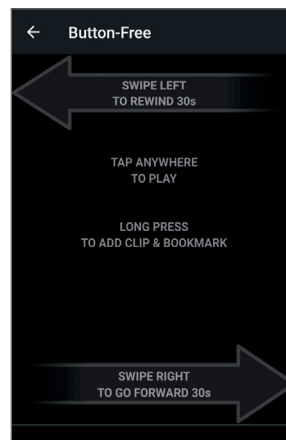 Button-Free
SWIPE LEFT
TO REWIND 30s
TAP ANYWHERE
TO PLAY
LONG PRESS
TO ADD CLIP & BOOKMARK
SWIPE RIGHT
TO GO FORWARD 30s